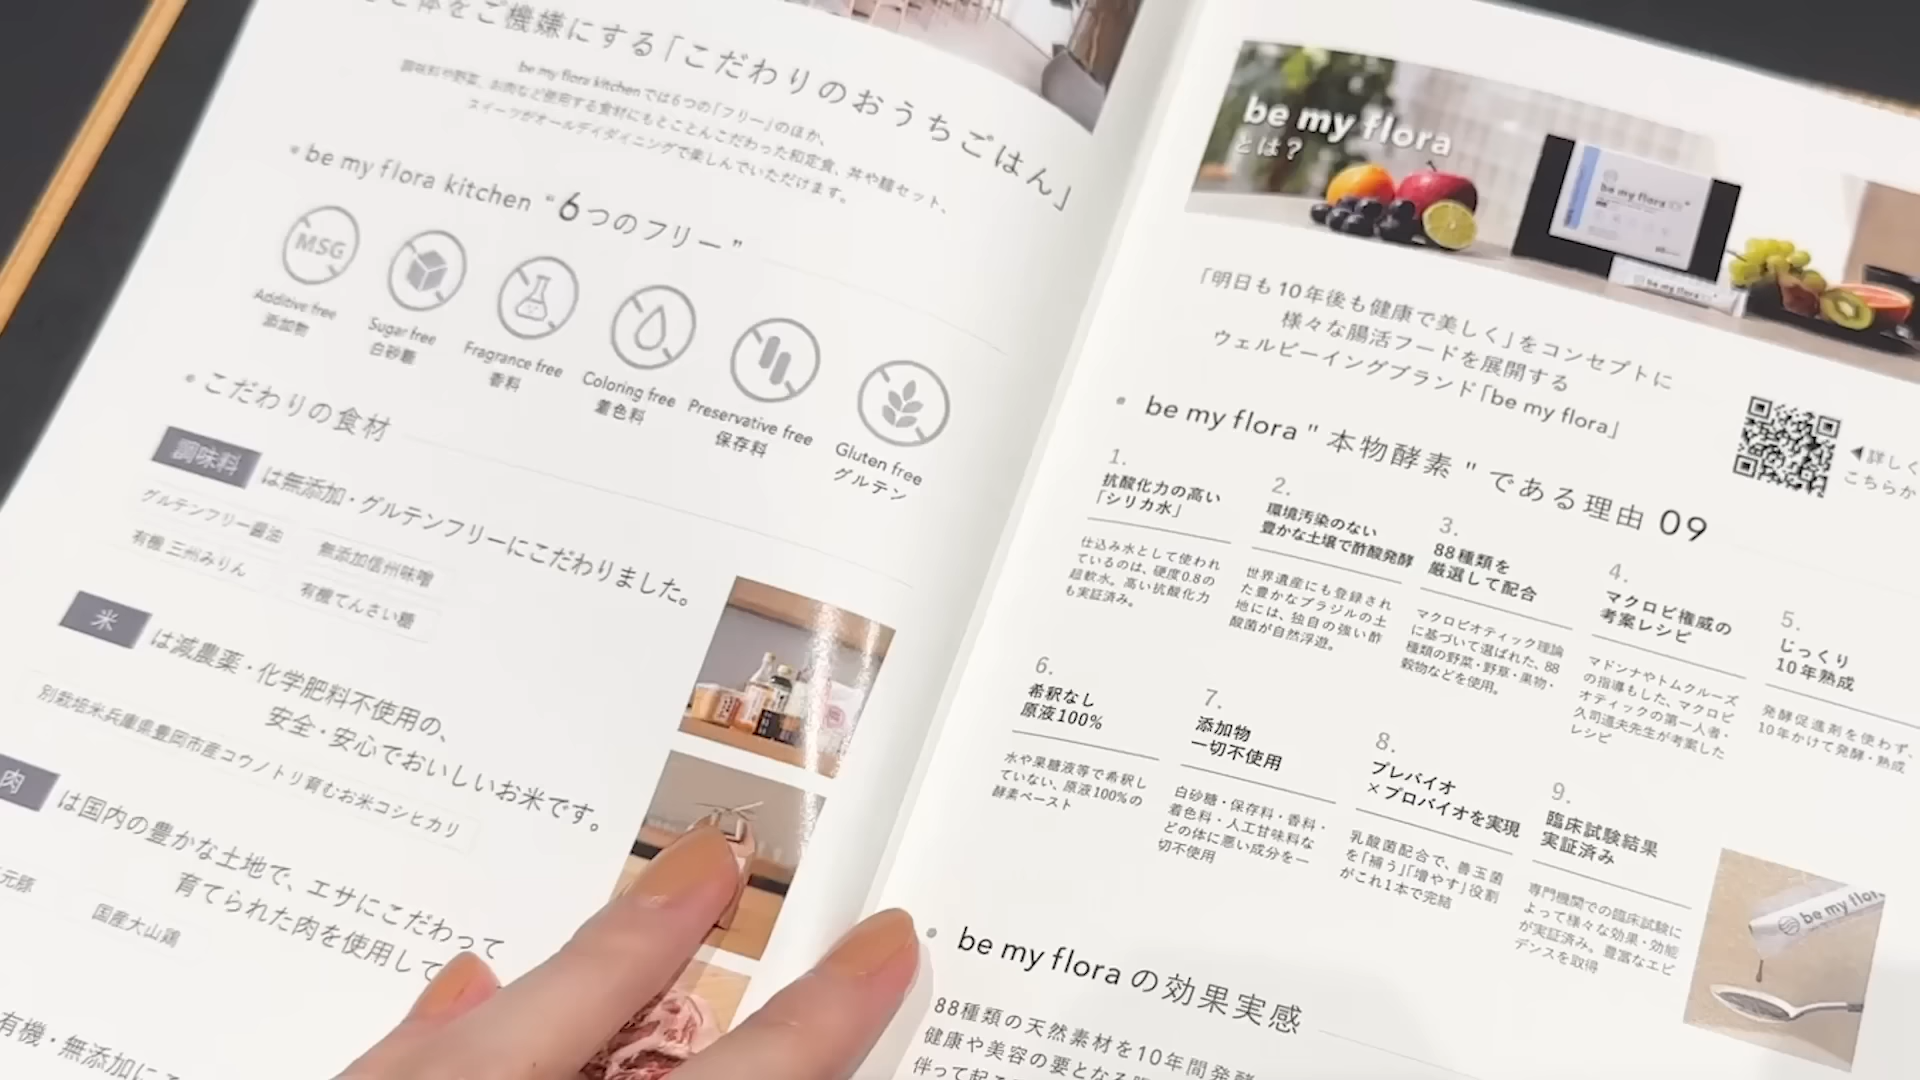 体をご機嫌にする「こだわりのおうちごはん」
be my flora kitchenでは6つの「フリー」のほか、
調味料や野菜、お肉など使用する食材にもとことんこだわった和定食、丼や麺セット、
スイーツがオールデイダイニングで楽しんでいただけます。
be my flora kitchen “6つのフリー”
MSG
Additive free
添加物
Sugar free
白砂糖
Fragrance free
香料
Coloring free
着色料
Preservative free
保存料
Gluten free
グルテン
こだわりの食材
調味料 は無添加・グルテンフリーにこだわりました。
グルテンフリー醤油
無添加信州味噌
有機 三州みりん
有機てんさい糖
米 は減農薬・化学肥料不使用の、
安全・安心でおいしいお米です。
別栽培米兵庫県豊岡市産コウノトリ育むお米コシヒカリ
肉 は国内の豊かな土地で、エサにこだわって
育てられた肉を使用して
元豚
国産大山鶏
有機・無添加にこ
be my flora
とは?
be my flora
be my flora
「明日も10年後も健康で美しく」をコンセプトに
様々な腸活フードを展開する
ウェルビーイングブランド「be my flora」
◀詳しく
こちらか
be my flora "本物酵素"である理由 09
1.
抗酸化力の高い
「シリカ水」
仕込み水として使われ
ているのは、硬度0.8の
超軟水。高い抗酸化力
も実証済み。
2.
環境汚染のない
豊かな土壌で酢酸発酵
世界遺産にも登録され
た豊かなブラジルの土
地には、独自の強い酢
酸菌が自然浮遊。
3.
88種類を
厳選して配合
マクロビオティック理論
に基づいて選ばれた、88
種類の野菜・野草・果物・
穀物などを使用。
4.
マクロビ権威の
考案レシピ
マドンナやトムクルーズ
の指導もした、マクロビ
オティックの第一人者・
久司道夫先生が考案した
レシピ
5.
じっくり
10年熟成
発酵促進剤を使わず、
10年かけて発酵・熟成
6.
希釈なし
原液100%
水や果糖液等で希釈し
ていない、原液100%の
酵素ペースト
7.
添加物
一切不使用
白砂糖・保存料・香料・
着色料・人工甘味料な
どの体に悪い成分を一
切不使用
8.
プレバイオ
×プロバイオを実現
乳酸菌配合で、善玉菌
を「補う」「増やす」役割
がこれ1本で完結
9.
臨床試験結果
実証済み
専門機関での臨床試験に
よって様々な効果・効能
が実証済み。豊富なエビ
デンスを取得
be my flor
be my floraの効果実感
88種類の天然素材を10年間発酵
健康や美容の要となる
伴って起こ